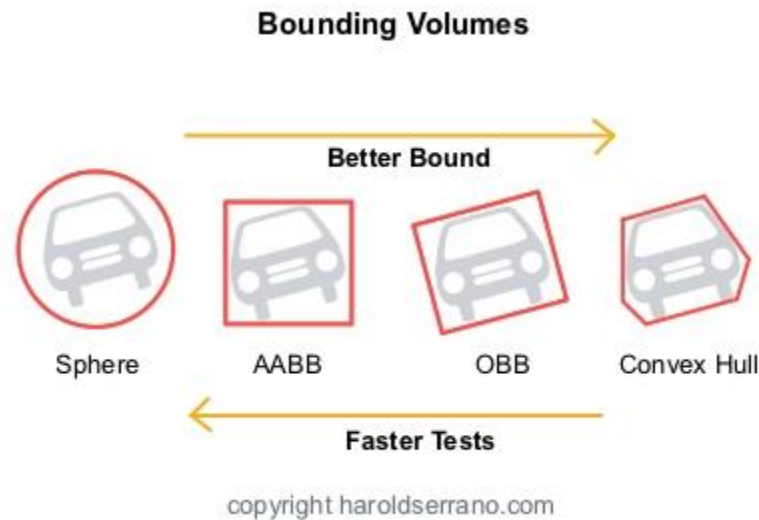 Bounding Volumes
Better Bound
Sphere
AABB
OBB
Convex Hull
Faster Tests
copyright haroldserrano.com